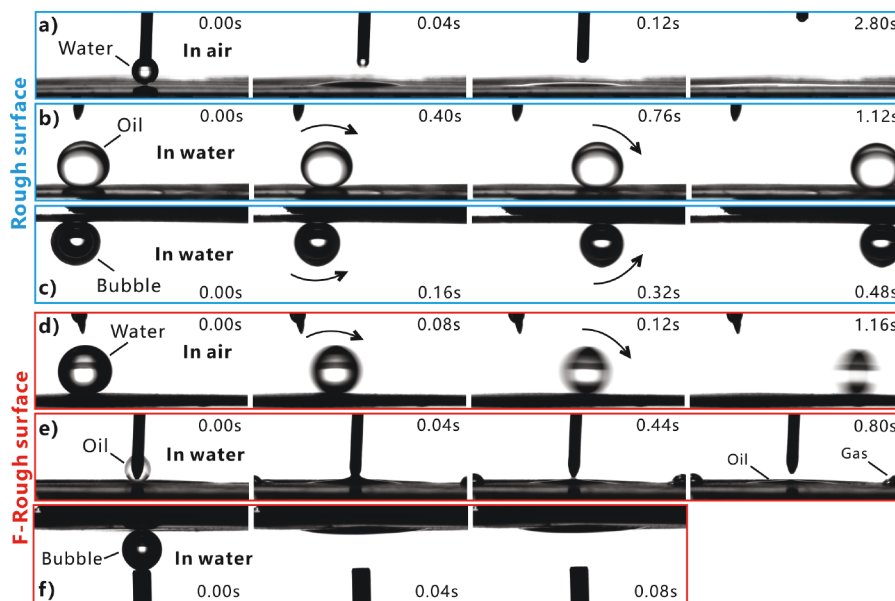 Rough surface
a)
Water
In air
0.00s
0.04s
0.12s
2.80s
b)
Oil
In water
0.00s
0.40s
0.76s
1.12s
c)
Bubble
In water
0.00s
0.16s
0.32s
0.48s
F-Rough surface
d)
Water
In air
0.00s
0.08s
0.12s
1.16s
e)
Oil
In water
0.00s
0.04s
0.44s
0.80s
Oil
Gas
f)
Bubble
In water
0.00s
0.04s
0.08s